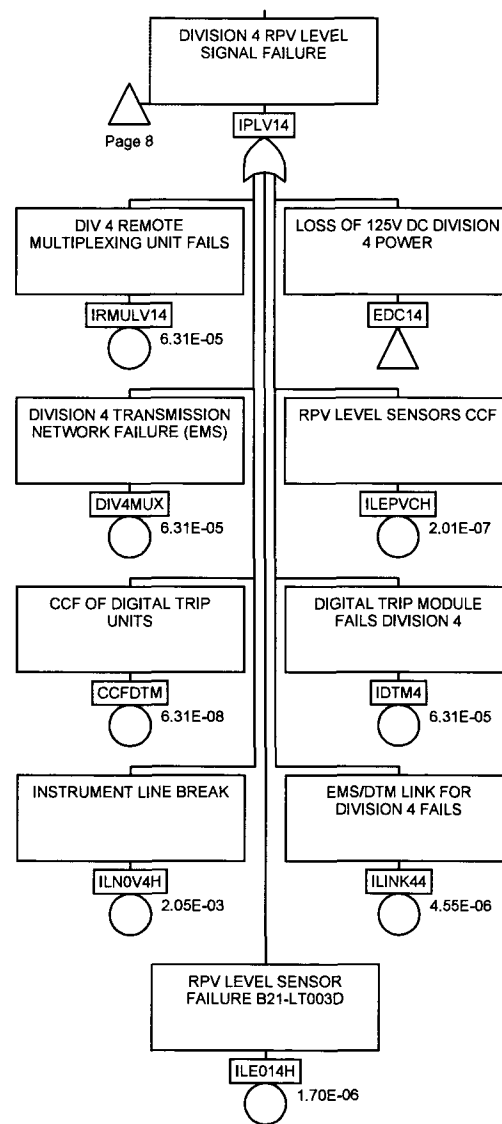 DIVISION 4 RPV LEVEL
SIGNAL FAILURE
Page 8
IPLV14
DIV 4 REMOTE
MULTIPLEXING UNIT FAILS
IRMULV14
6.31E-05
LOSS OF 125V DC DIVISION
4 POWER
EDC14
DIVISION 4 TRANSMISSION
NETWORK FAILURE (EMS)
DIV4MUX
6.31E-05
RPV LEVEL SENSORS CCF
ILEPVCH
2.01E-07
CCF OF DIGITAL TRIP
UNITS
CCFDTM
6.31E-08
DIGITAL TRIP MODULE
FAILS DIVISION 4
IDTM4
6.31E-05
INSTRUMENT LINE BREAK
ILN0V4H
2.05E-03
EMS/DTM LINK FOR
DIVISION 4 FAILS
ILINK44
4.55E-06
RPV LEVEL SENSOR
FAILURE B21-LT003D
ILE014H
1.70E-06